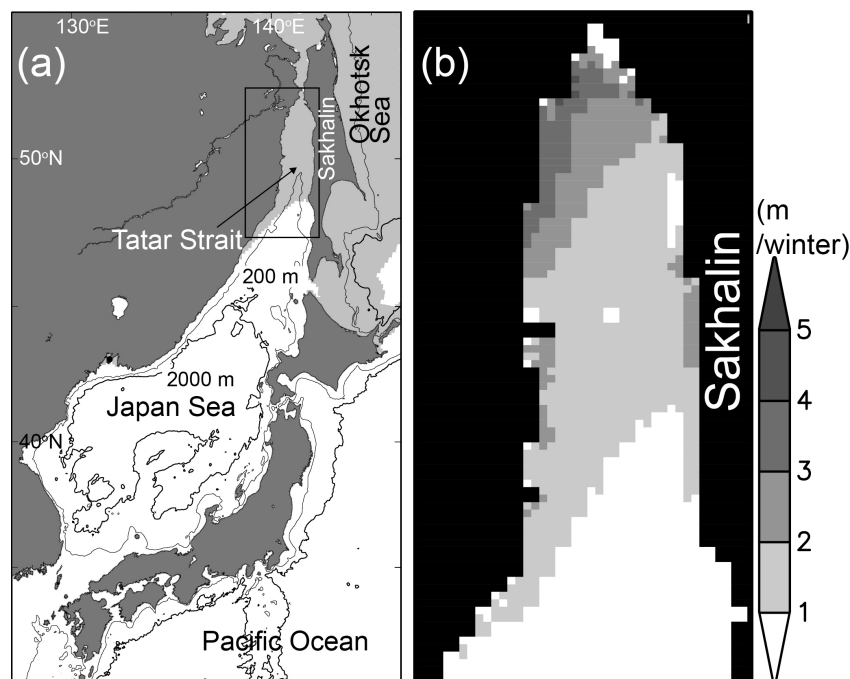 130°E
140°E
(a)
Okhotsk
Sea
Sakhalin
50°N
Tatar Strait
200 m
2000 m
Japan Sea
40°N
Pacific Ocean
(b)
Sakhalin
(m
/winter)
5
4
3
2
1